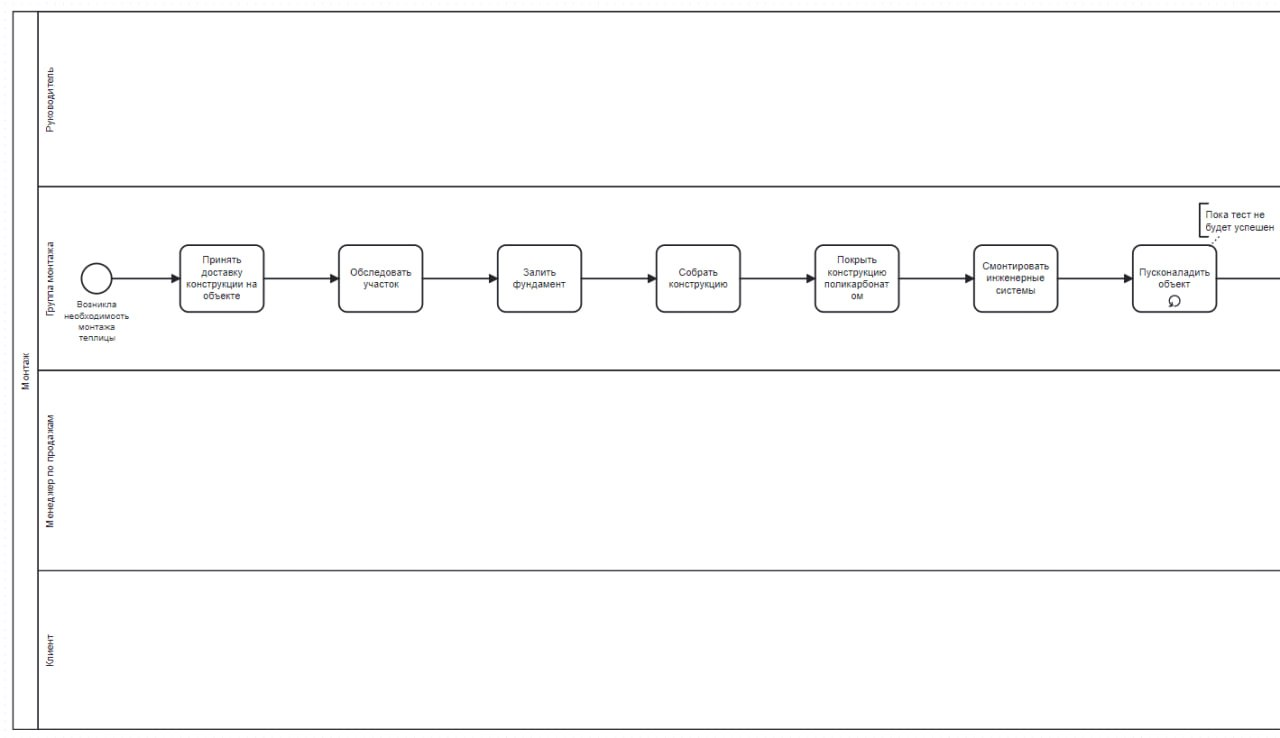 Монтаж
Руководитель
Группа монтажа
Возникла
необходимость
монтажа
теплицы
Принять
доставку
конструкции на
объекте
Обследовать
участок
Залить
фундамент
Собрать
конструкцию
Покрыть
конструкцию
поликарбонат
ом
Смонтировать
инженерные
системы
Пусконаладить
объект
Пока тест не
будет успешен
Менеджер по продажам
Клиент